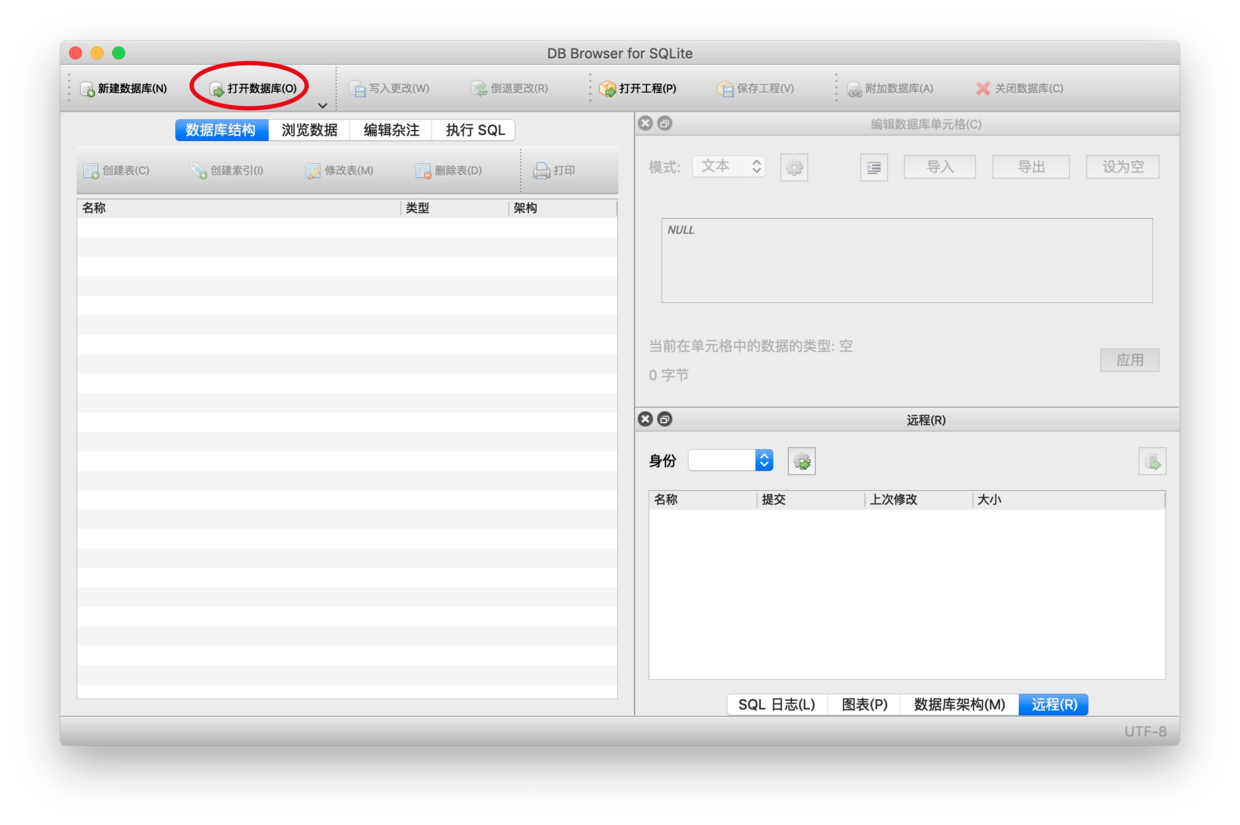 DB Browser for SQLite
新建数据库(N) 打开数据库(O) 写入更改(W) 倒退更改(R) 打开工程(P) 保存工程(V) 附加数据库(A) 关闭数据库(C)
数据库结构 浏览数据 编辑杂注 执行 SQL
创建表(C) 创建索引(I) 修改表(M) 删除表(D) 打印
名称 类型 架构
编辑数据库单元格(C)
模式: 文本 导入 导出 设为空
NULL
当前在单元格中的数据的类型: 空
0 字节
应用
远程(R)
身份
名称 提交 上次修改 大小
SQL 日志(L) 图表(P) 数据库架构(M) 远程(R)
UTF-8